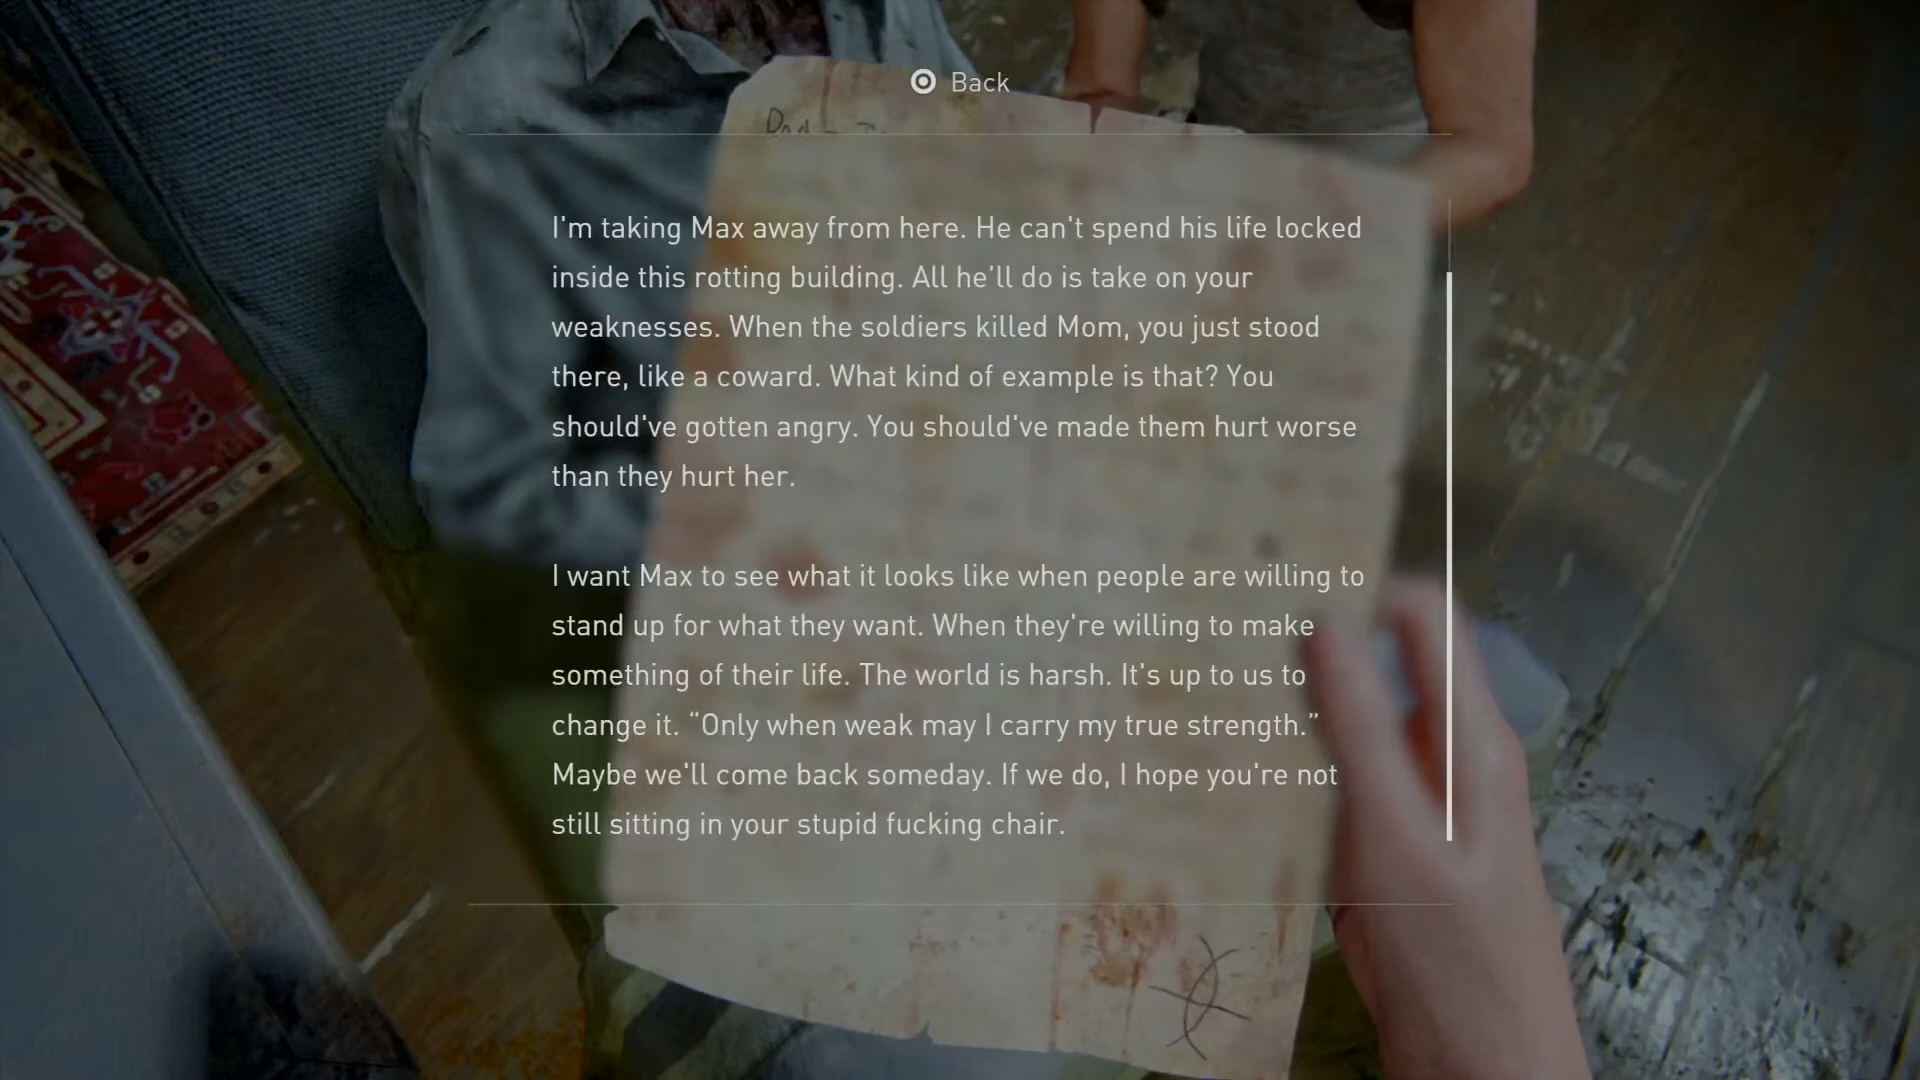 Back
I'm taking Max away from here. He can't spend his life locked
inside this rotting building. All he'll do is take on your
weaknesses. When the soldiers killed Mom, you just stood
there, like a coward. What kind of example is that? You
should've gotten angry. You should've made them hurt worse
than they hurt her.
I want Max to see what it looks like when people are willing to
stand up for what they want. When they're willing to make
something of their life. The world is harsh. It's up to us to
change it. “Only when weak may I carry my true strength.”
Maybe we'll come back someday. If we do, I hope you're not
still sitting in your stupid fucking chair.